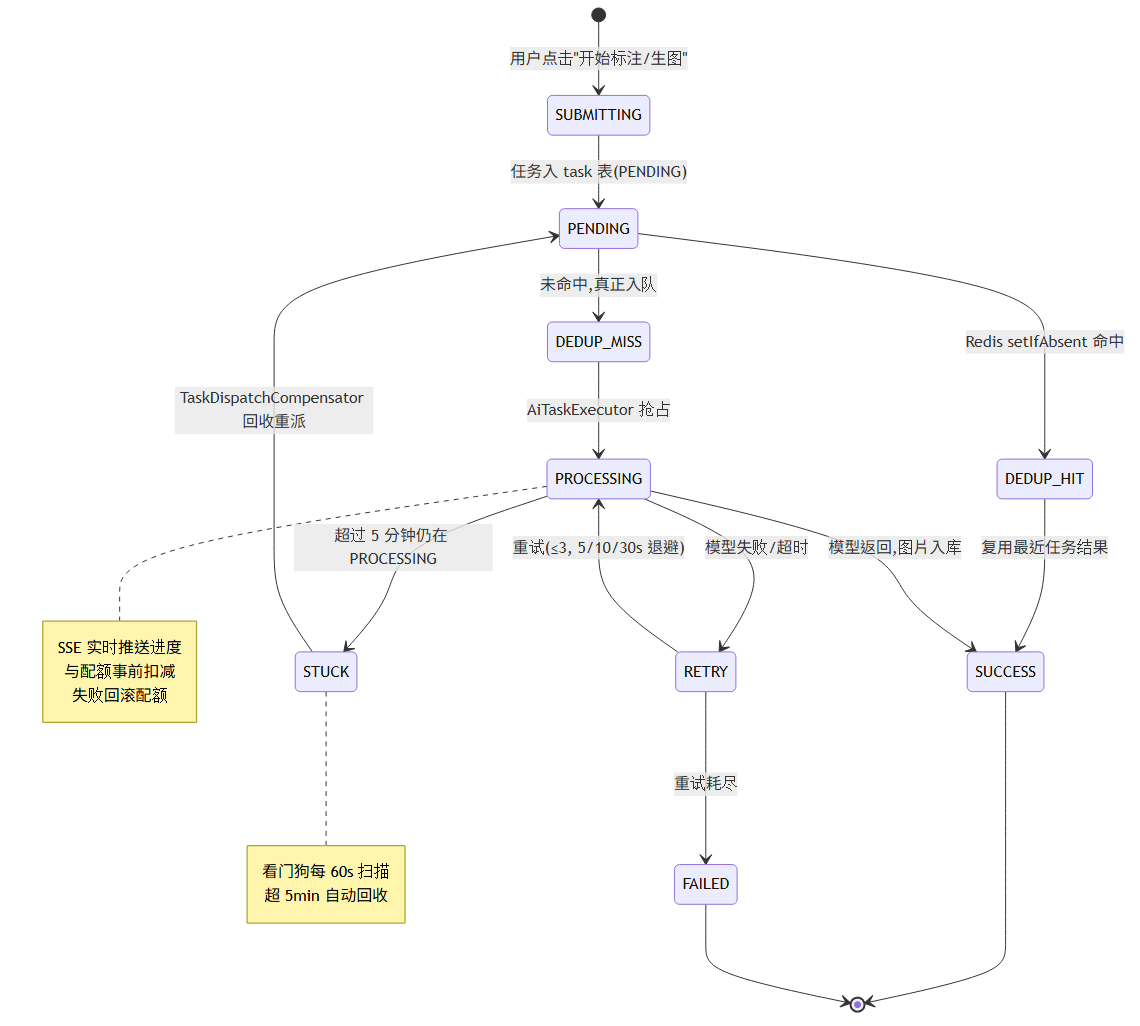 用户点击"开始标注/生图"
SUBMITTING
任务入 task 表(PENDING)
PENDING
未命中,真正入队
DEDUP_MISS
Redis setIfAbsent 命中
TaskDispatchCompensator
回收重派
AiTaskExecutor 抢占
PROCESSING
DEDUP_HIT
超过 5 分钟仍在
PROCESSING
重试(≤3, 5/10/30s 退避)
模型失败/超时
模型返回,图片入库
复用最近任务结果
SSE 实时推送进度
与配额事前扣减
失败回滚配额
STUCK
RETRY
SUCCESS
重试耗尽
看门狗每 60s 扫描
超 5min 自动回收
FAILED